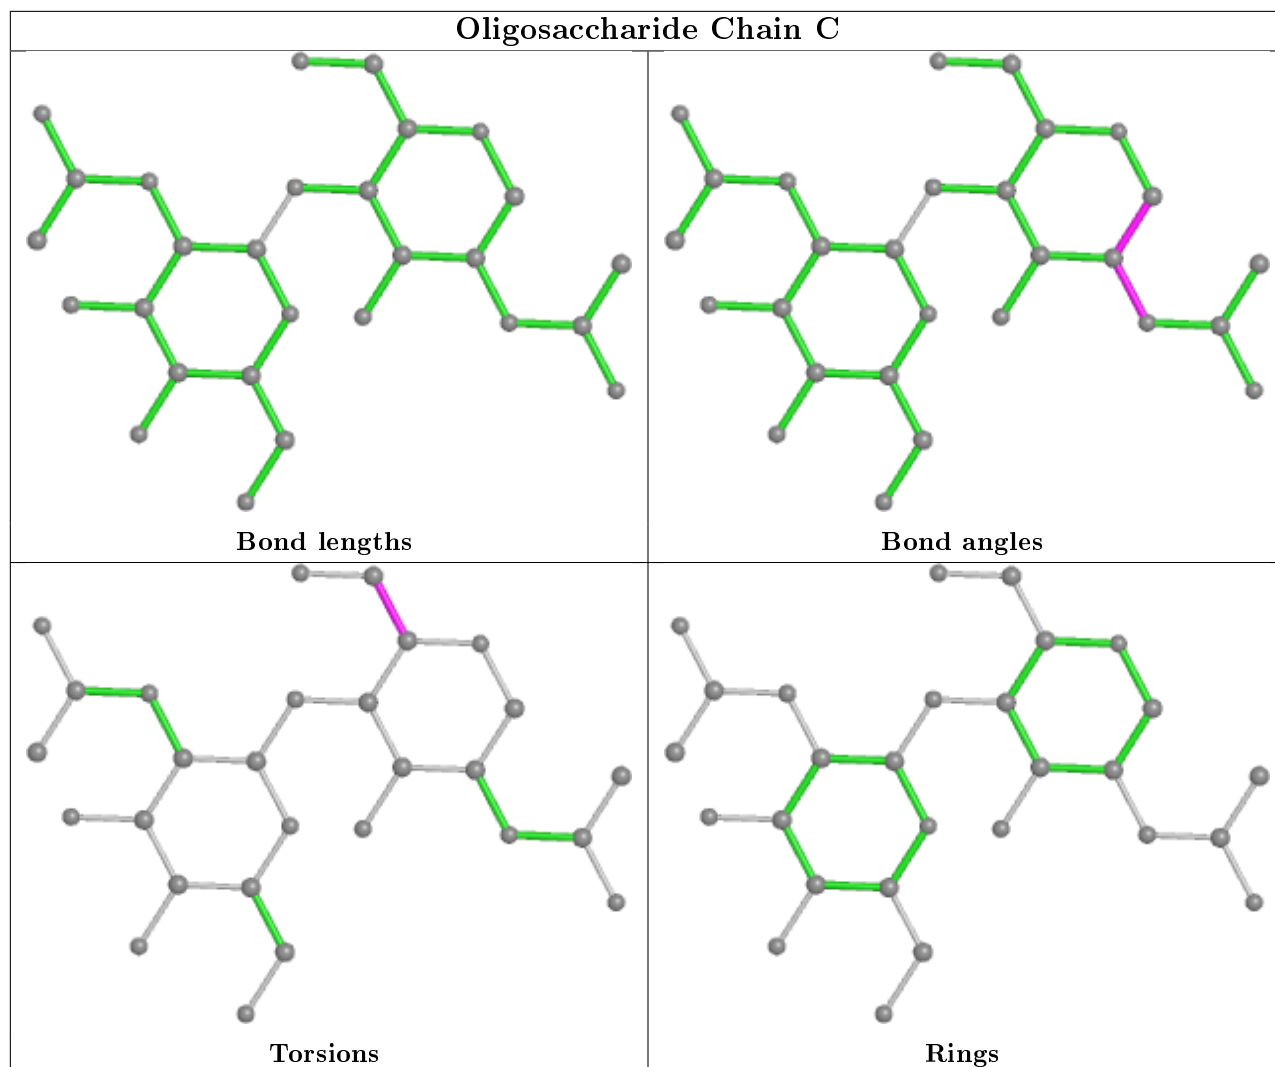 Oligosaccharide Chain C
Bond lengths
Bond angles
Torsions
Rings